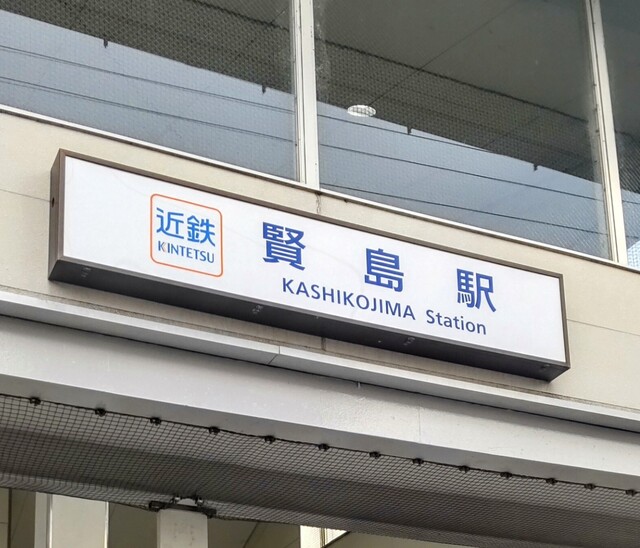 近鉄
KINTETSU
賢島駅
KASHIKOJIMA Station